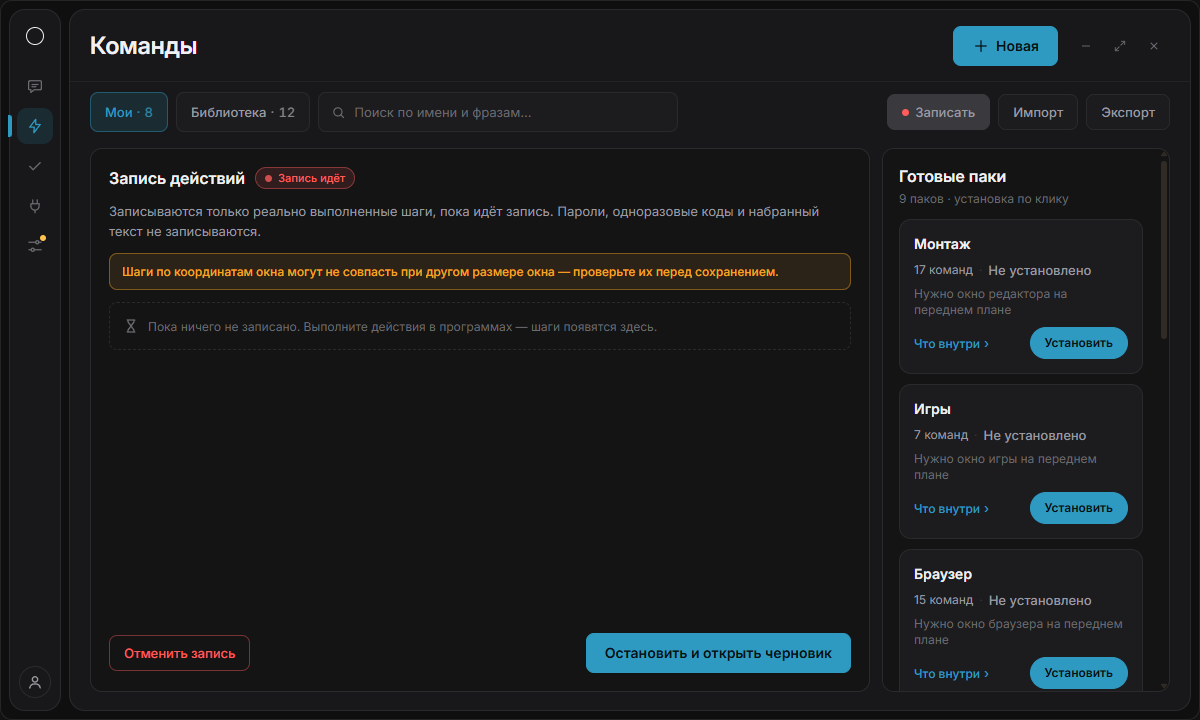 Команды
Новая
Мои · 8
Библиотека · 12
Поиск по имени и фразам...
Записать
Импорт
Экспорт
Запись действий
Запись идёт
Записываются только реально выполненные шаги, пока идёт запись. Пароли, одноразовые коды и набранный
текст не записываются.
Шаги по координатам окна могут не совпасть при другом размере окна — проверьте их перед сохранением.
Пока ничего не записано. Выполните действия в программах — шаги появятся здесь.
Отменить запись
Остановить и открыть черновик
Готовые паки
9 паков · установка по клику
Монтаж
17 команд · Не установлено
Нужно окно редактора на
переднем плане
Что внутри ›
Установить
Игры
7 команд · Не установлено
Нужно окно игры на переднем
плане
Что внутри ›
Установить
Браузер
15 команд · Не установлено
Нужно окно браузера на переднем
плане
Что внутри ›
Установить